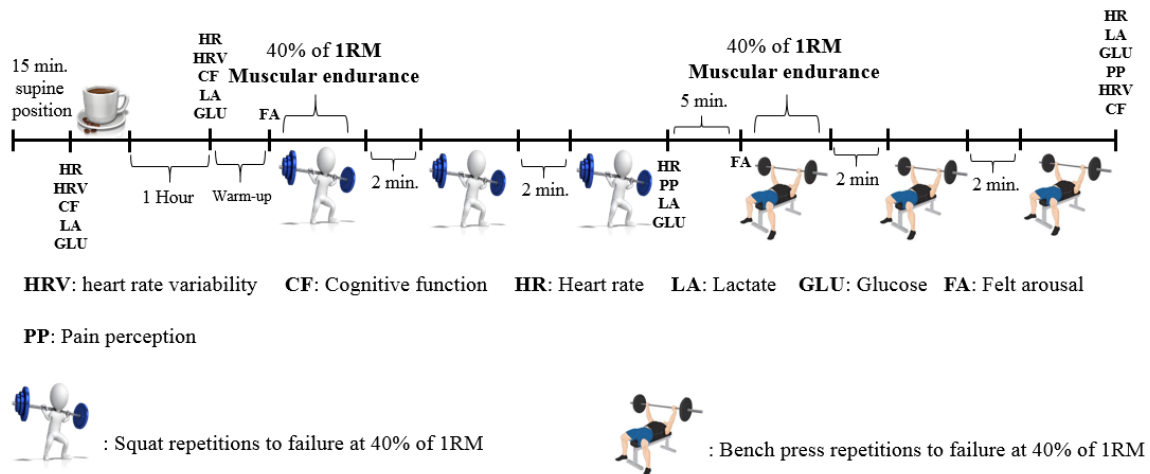 15 min.
supine
position
HR
HRV
CF
LA
GLU
1 Hour
HR
HRV
CF
LA
GLU
Warm-up
FA
40% of 1RM
Muscular endurance
2 min.
2 min.
HR
PP
LA
GLU
5 min.
FA
40% of 1RM
Muscular endurance
2 min
2 min.
HR
LA
GLU
PP
HRV
CF
HRV: heart rate variability CF: Cognitive function HR: Heart rate LA: Lactate GLU: Glucose FA: Felt arousal
PP: Pain perception
: Squat repetitions to failure at 40% of 1RM
: Bench press repetitions to failure at 40% of 1RM